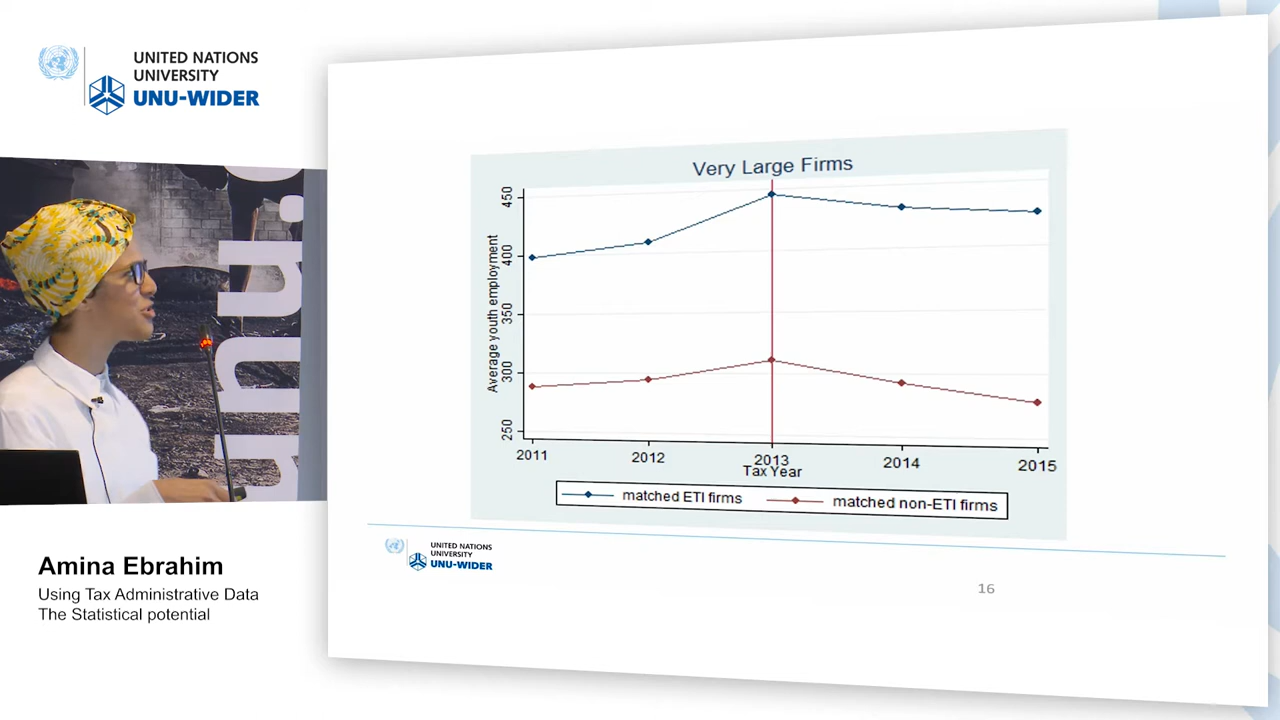 UNITED NATIONS
UNIVERSITY
UNU-WIDER
unu.
Amina Ebrahim
Using Tax Administrative Data
The Statistical potential
Very Large Firms
Average youth employment
450
400
350
300
250
2011
2012
2013
2014
2015
Tax Year
matched ETI firms
matched non-ETI firms
UNITED NATIONS
UNIVERSITY
UNU-WIDER
16